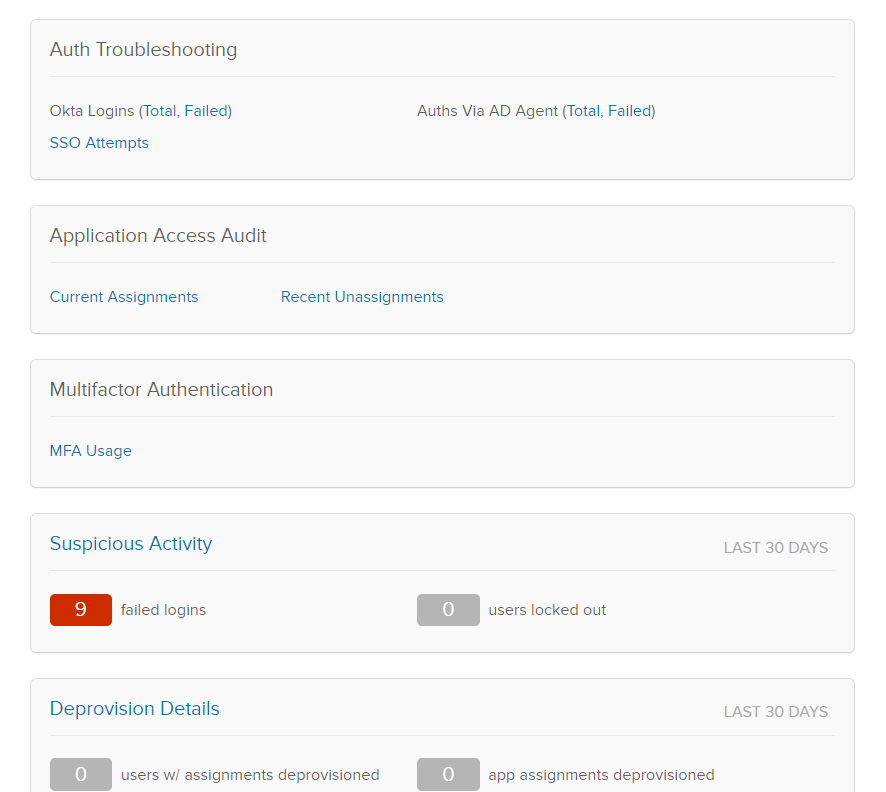 Auth Troubleshooting
Okta Logins (Total, Failed) Auths Via AD Agent (Total, Failed)
SSO Attempts
Application Access Audit
Current Assignments Recent Unassignments
Multifactor Authentication
MFA Usage
Suspicious Activity LAST 30 DAYS
9 failed logins 0 users locked out
Deprovision Details LAST 30 DAYS
0 users w/ assignments deprovisioned 0 app assignments deprovisioned